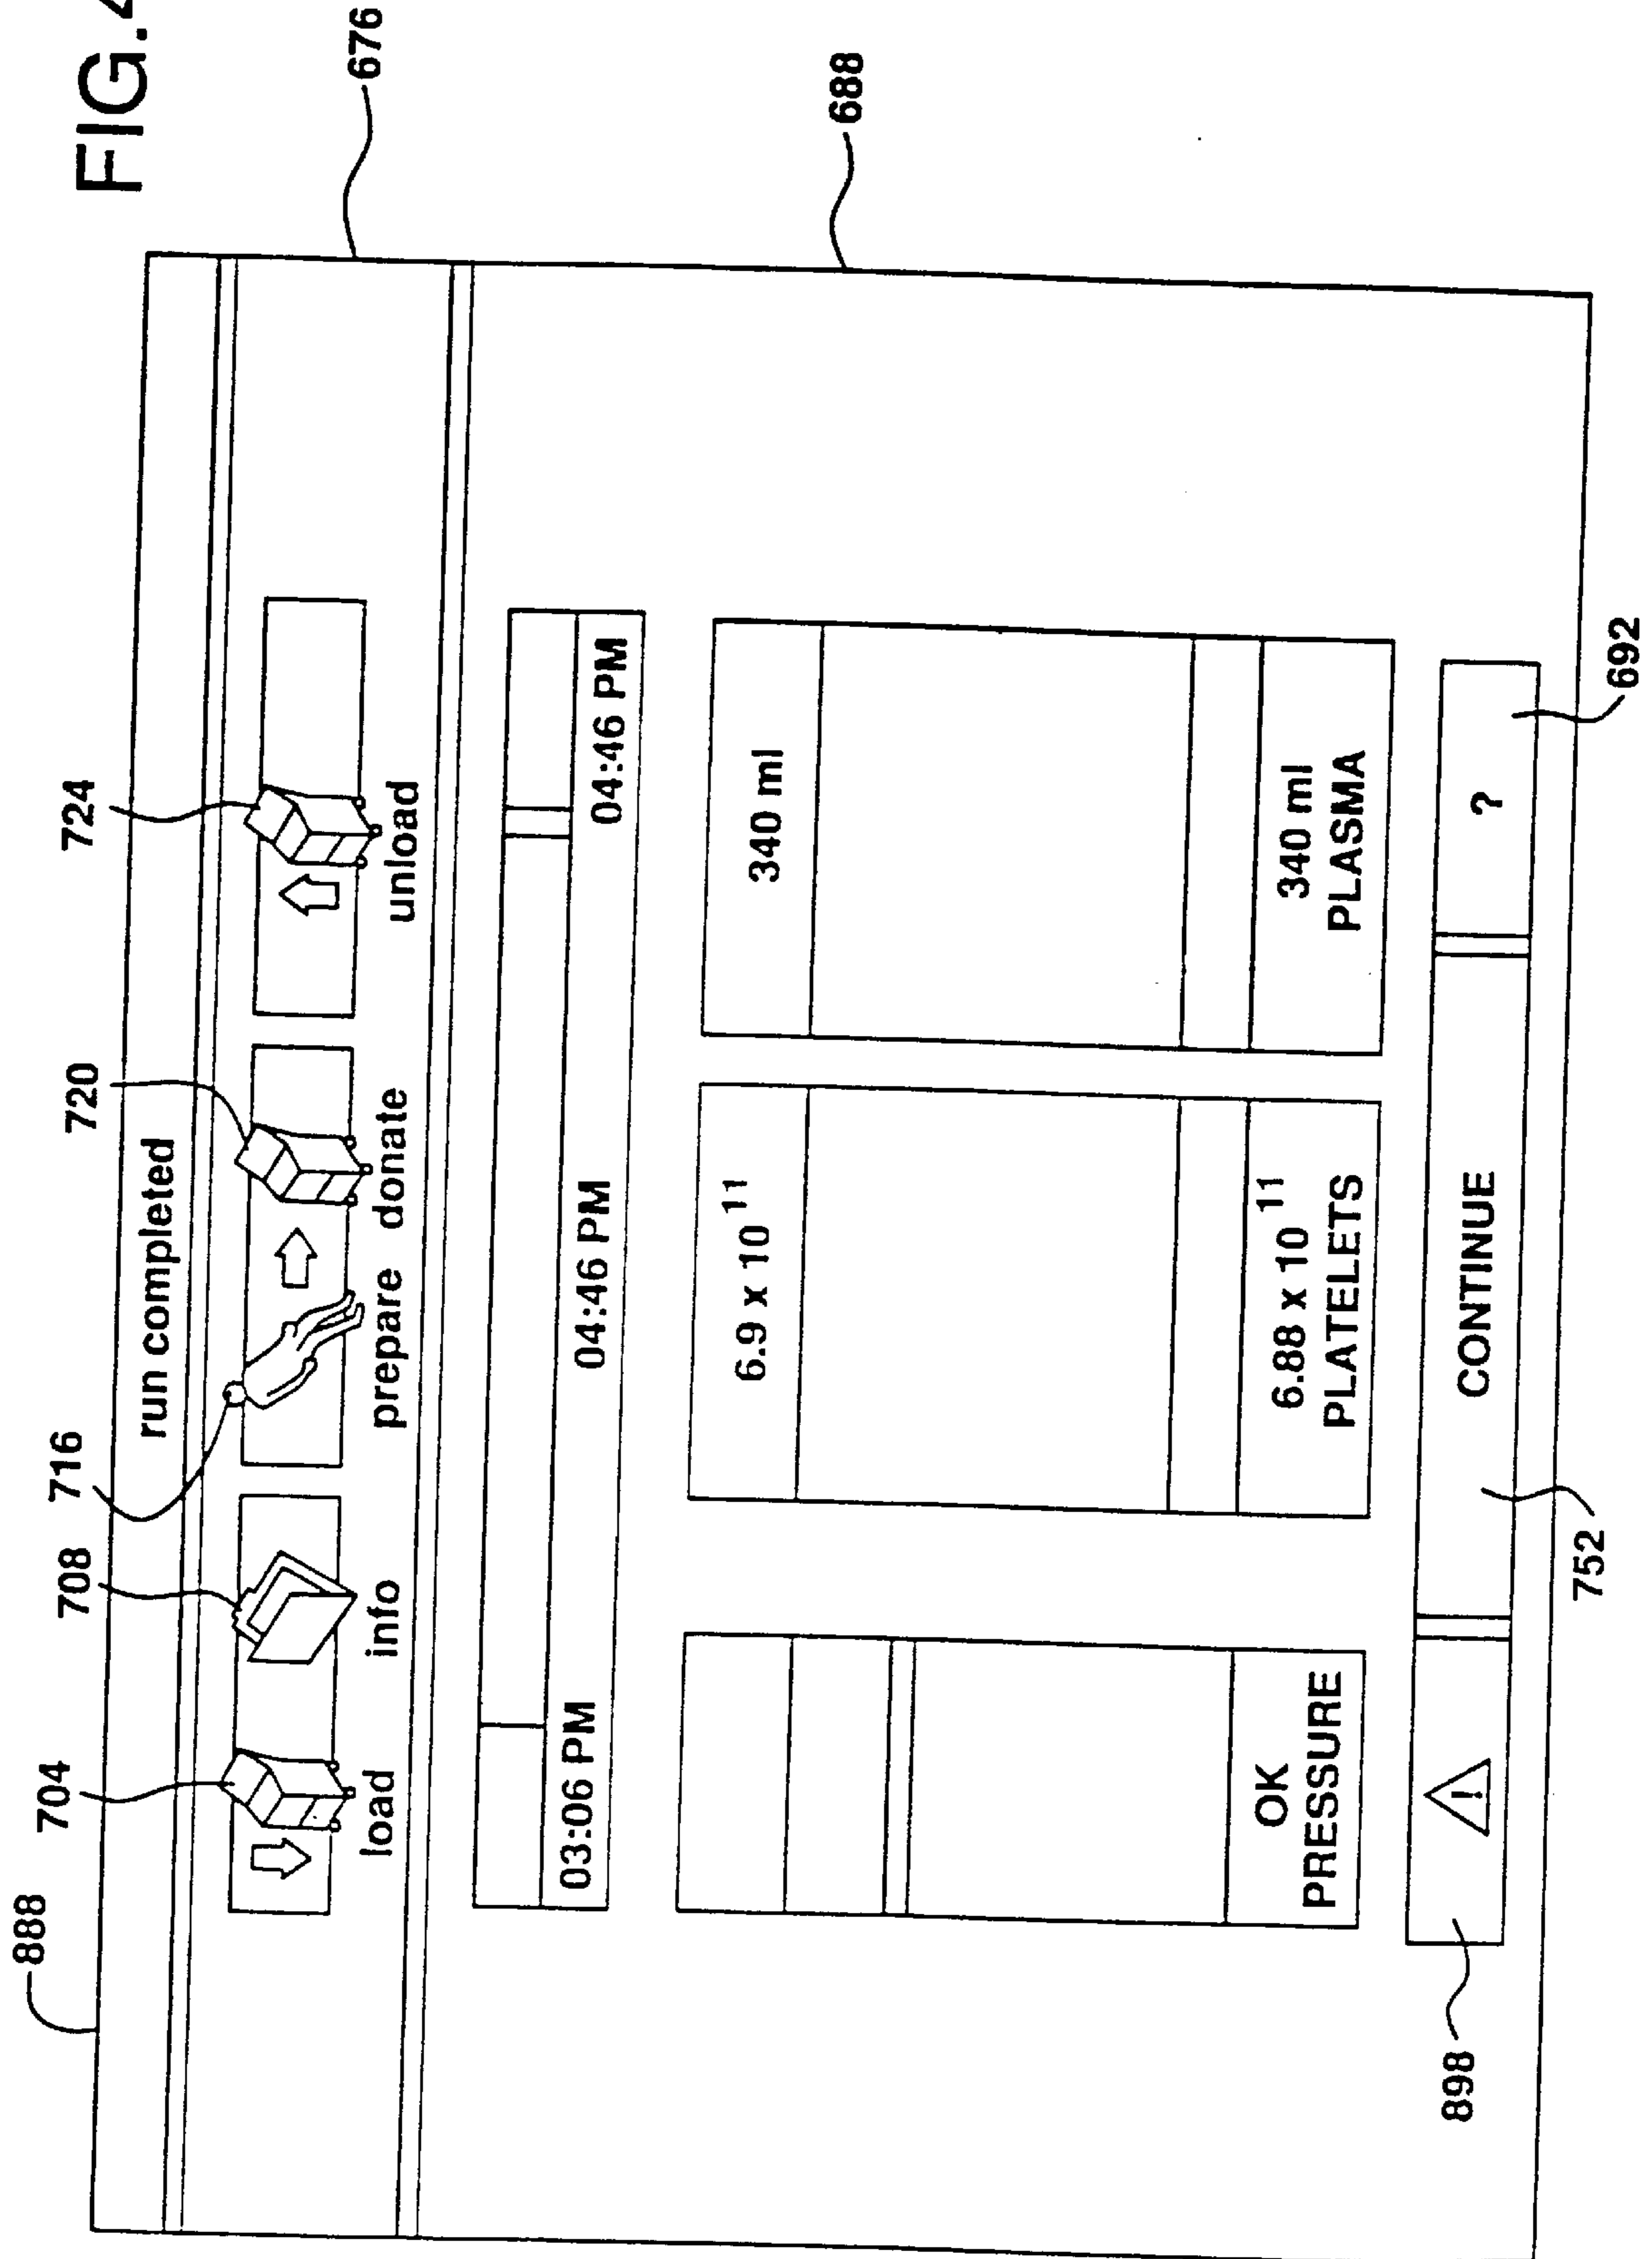 FIG.4
888
704
708
716
720
724
676
run completed
load
info
prepare
donate
unload
688
03:06 PM
04:46 PM
04:46 PM
6.9 x 10^11
340 ml
OK
PRESSURE
6.88 x 10^11
PLATELETS
340 ml
PLASMA
!
CONTINUE
?
898
752
692